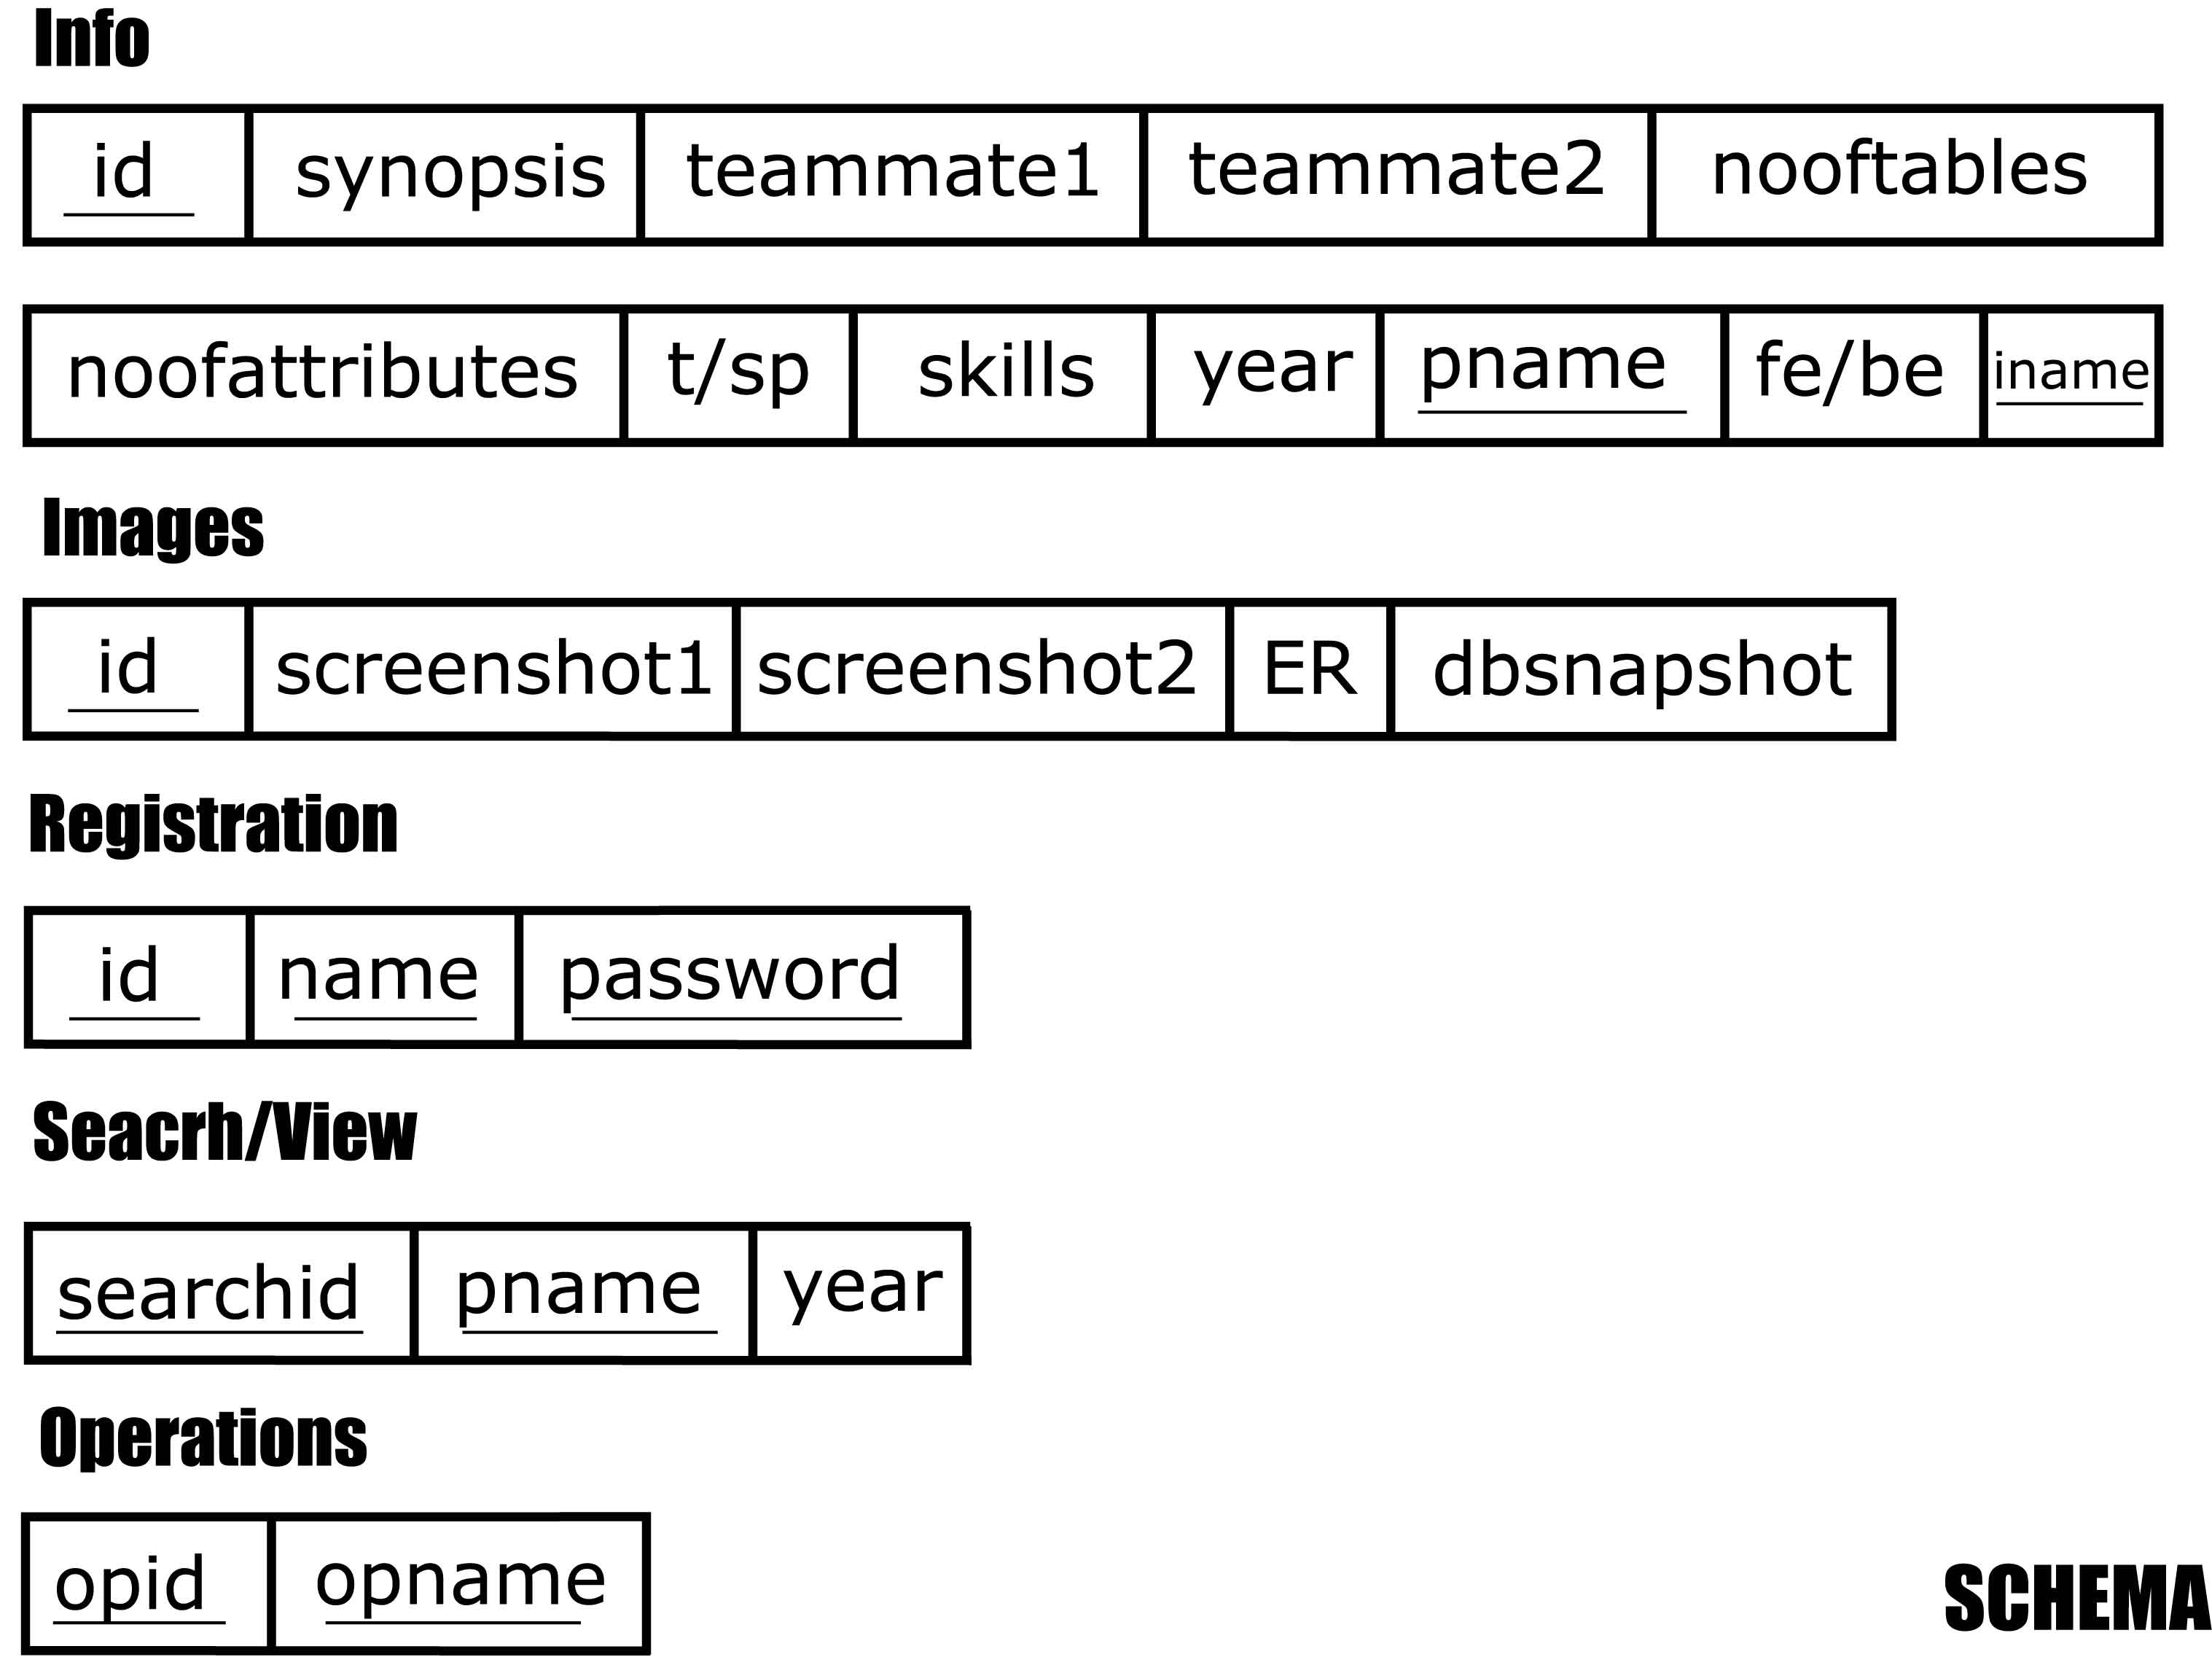 Info
id synopsis teammate1 teammate2 nooftables
noofattributes t/sp skills year pname fe/be iname
Images
id screenshot1 screenshot2 ER dbsnapshot
Registration
id name password
Seacrh/View
searchid pname year
Operations
opid opname
SCHEMA